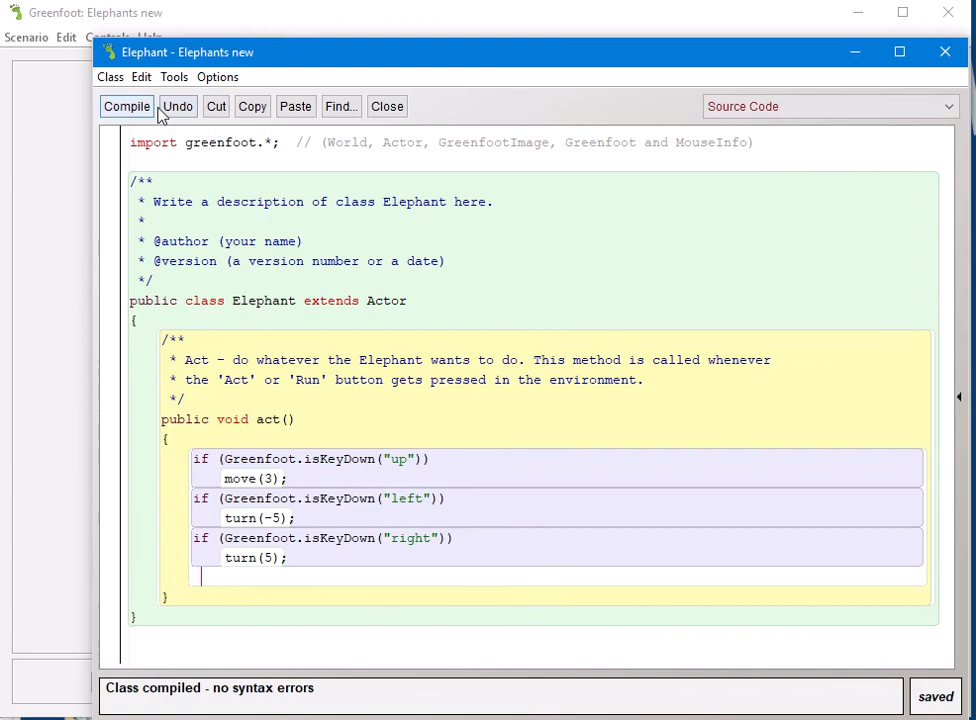 Greenfoot: Elephants new
Scenario Edit Controls Help
Elephant - Elephants new
Class Edit Tools Options
Compile Undo Cut Copy Paste Find... Close Source Code
import greenfoot.*;  // (World, Actor, GreenfootImage, Greenfoot and MouseInfo)
/**
 * Write a description of class Elephant here.
 *
 * @author (your name)
 * @version (a version number or a date)
 */
public class Elephant extends Actor
{
/**
 * Act - do whatever the Elephant wants to do. This method is called whenever
 * the 'Act' or 'Run' button gets pressed in the environment.
 */
public void act()
{
if (Greenfoot.isKeyDown("up"))
move(3);
if (Greenfoot.isKeyDown("left"))
turn(-5);
if (Greenfoot.isKeyDown("right"))
turn(5);
}
}
Class compiled - no syntax errors
saved